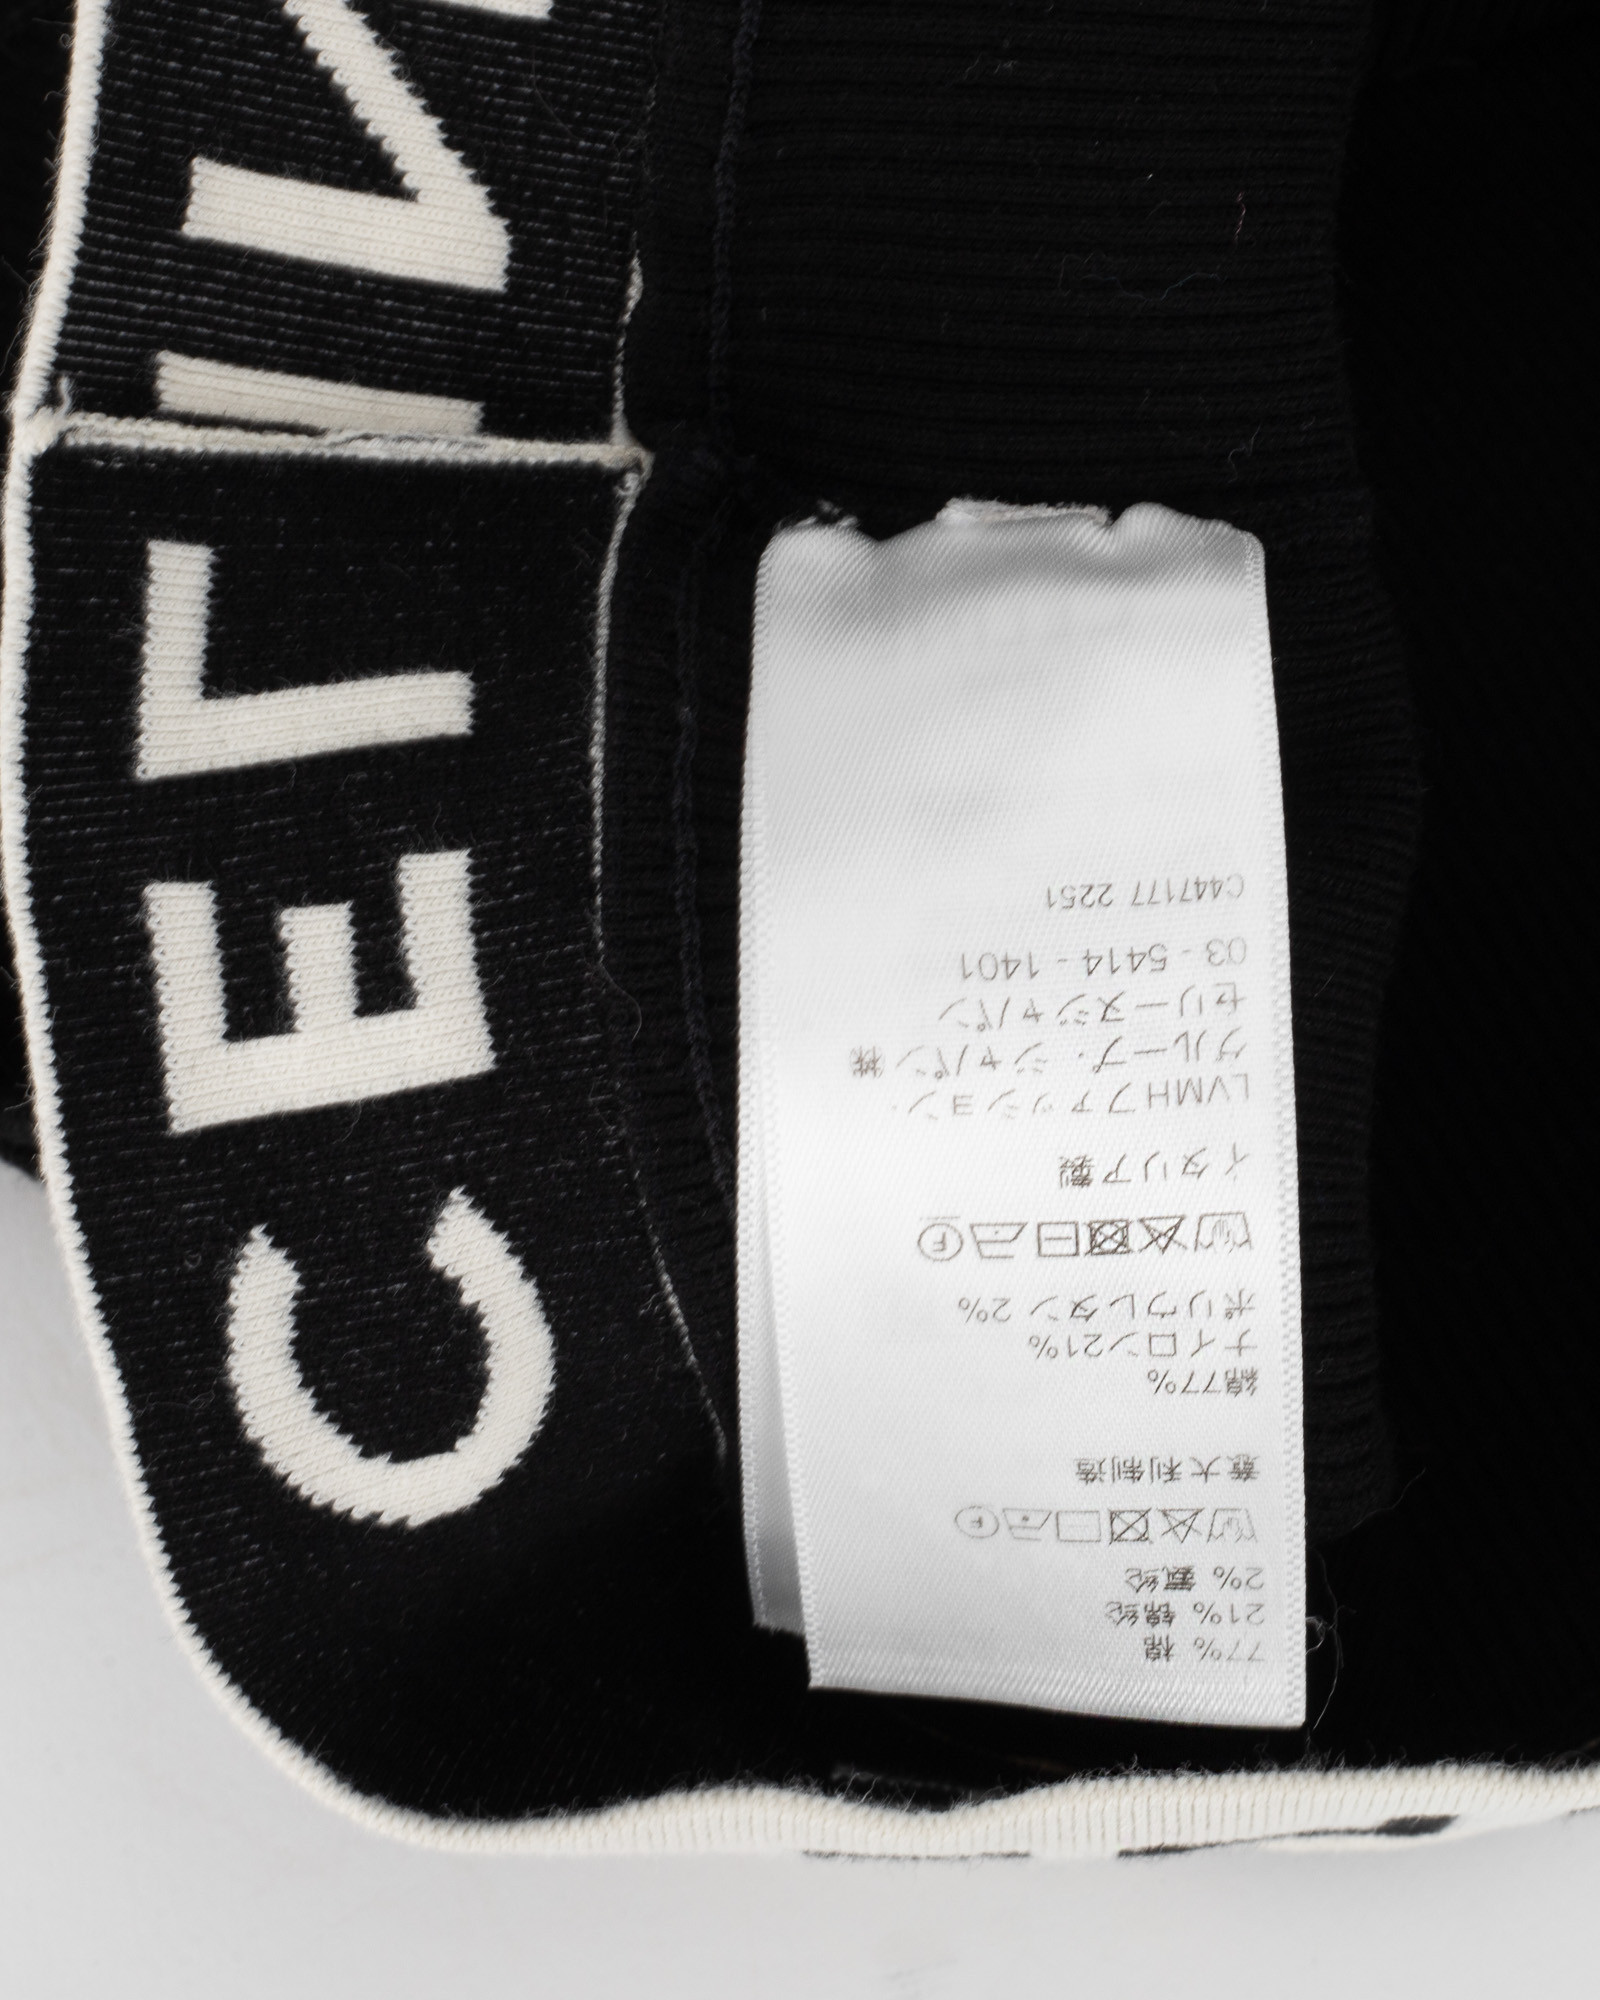 CELIN
77% 棉
21% 锦纶
2% 氨纶
F
意大利制造
綿77%
ナイロン21%
ポリウレタン 2%
F
イタリア製
LVMHファッション・
グループ・ジャパン㈱
セリーヌジャパン
03 - 5414 - 1401
C447177 2251